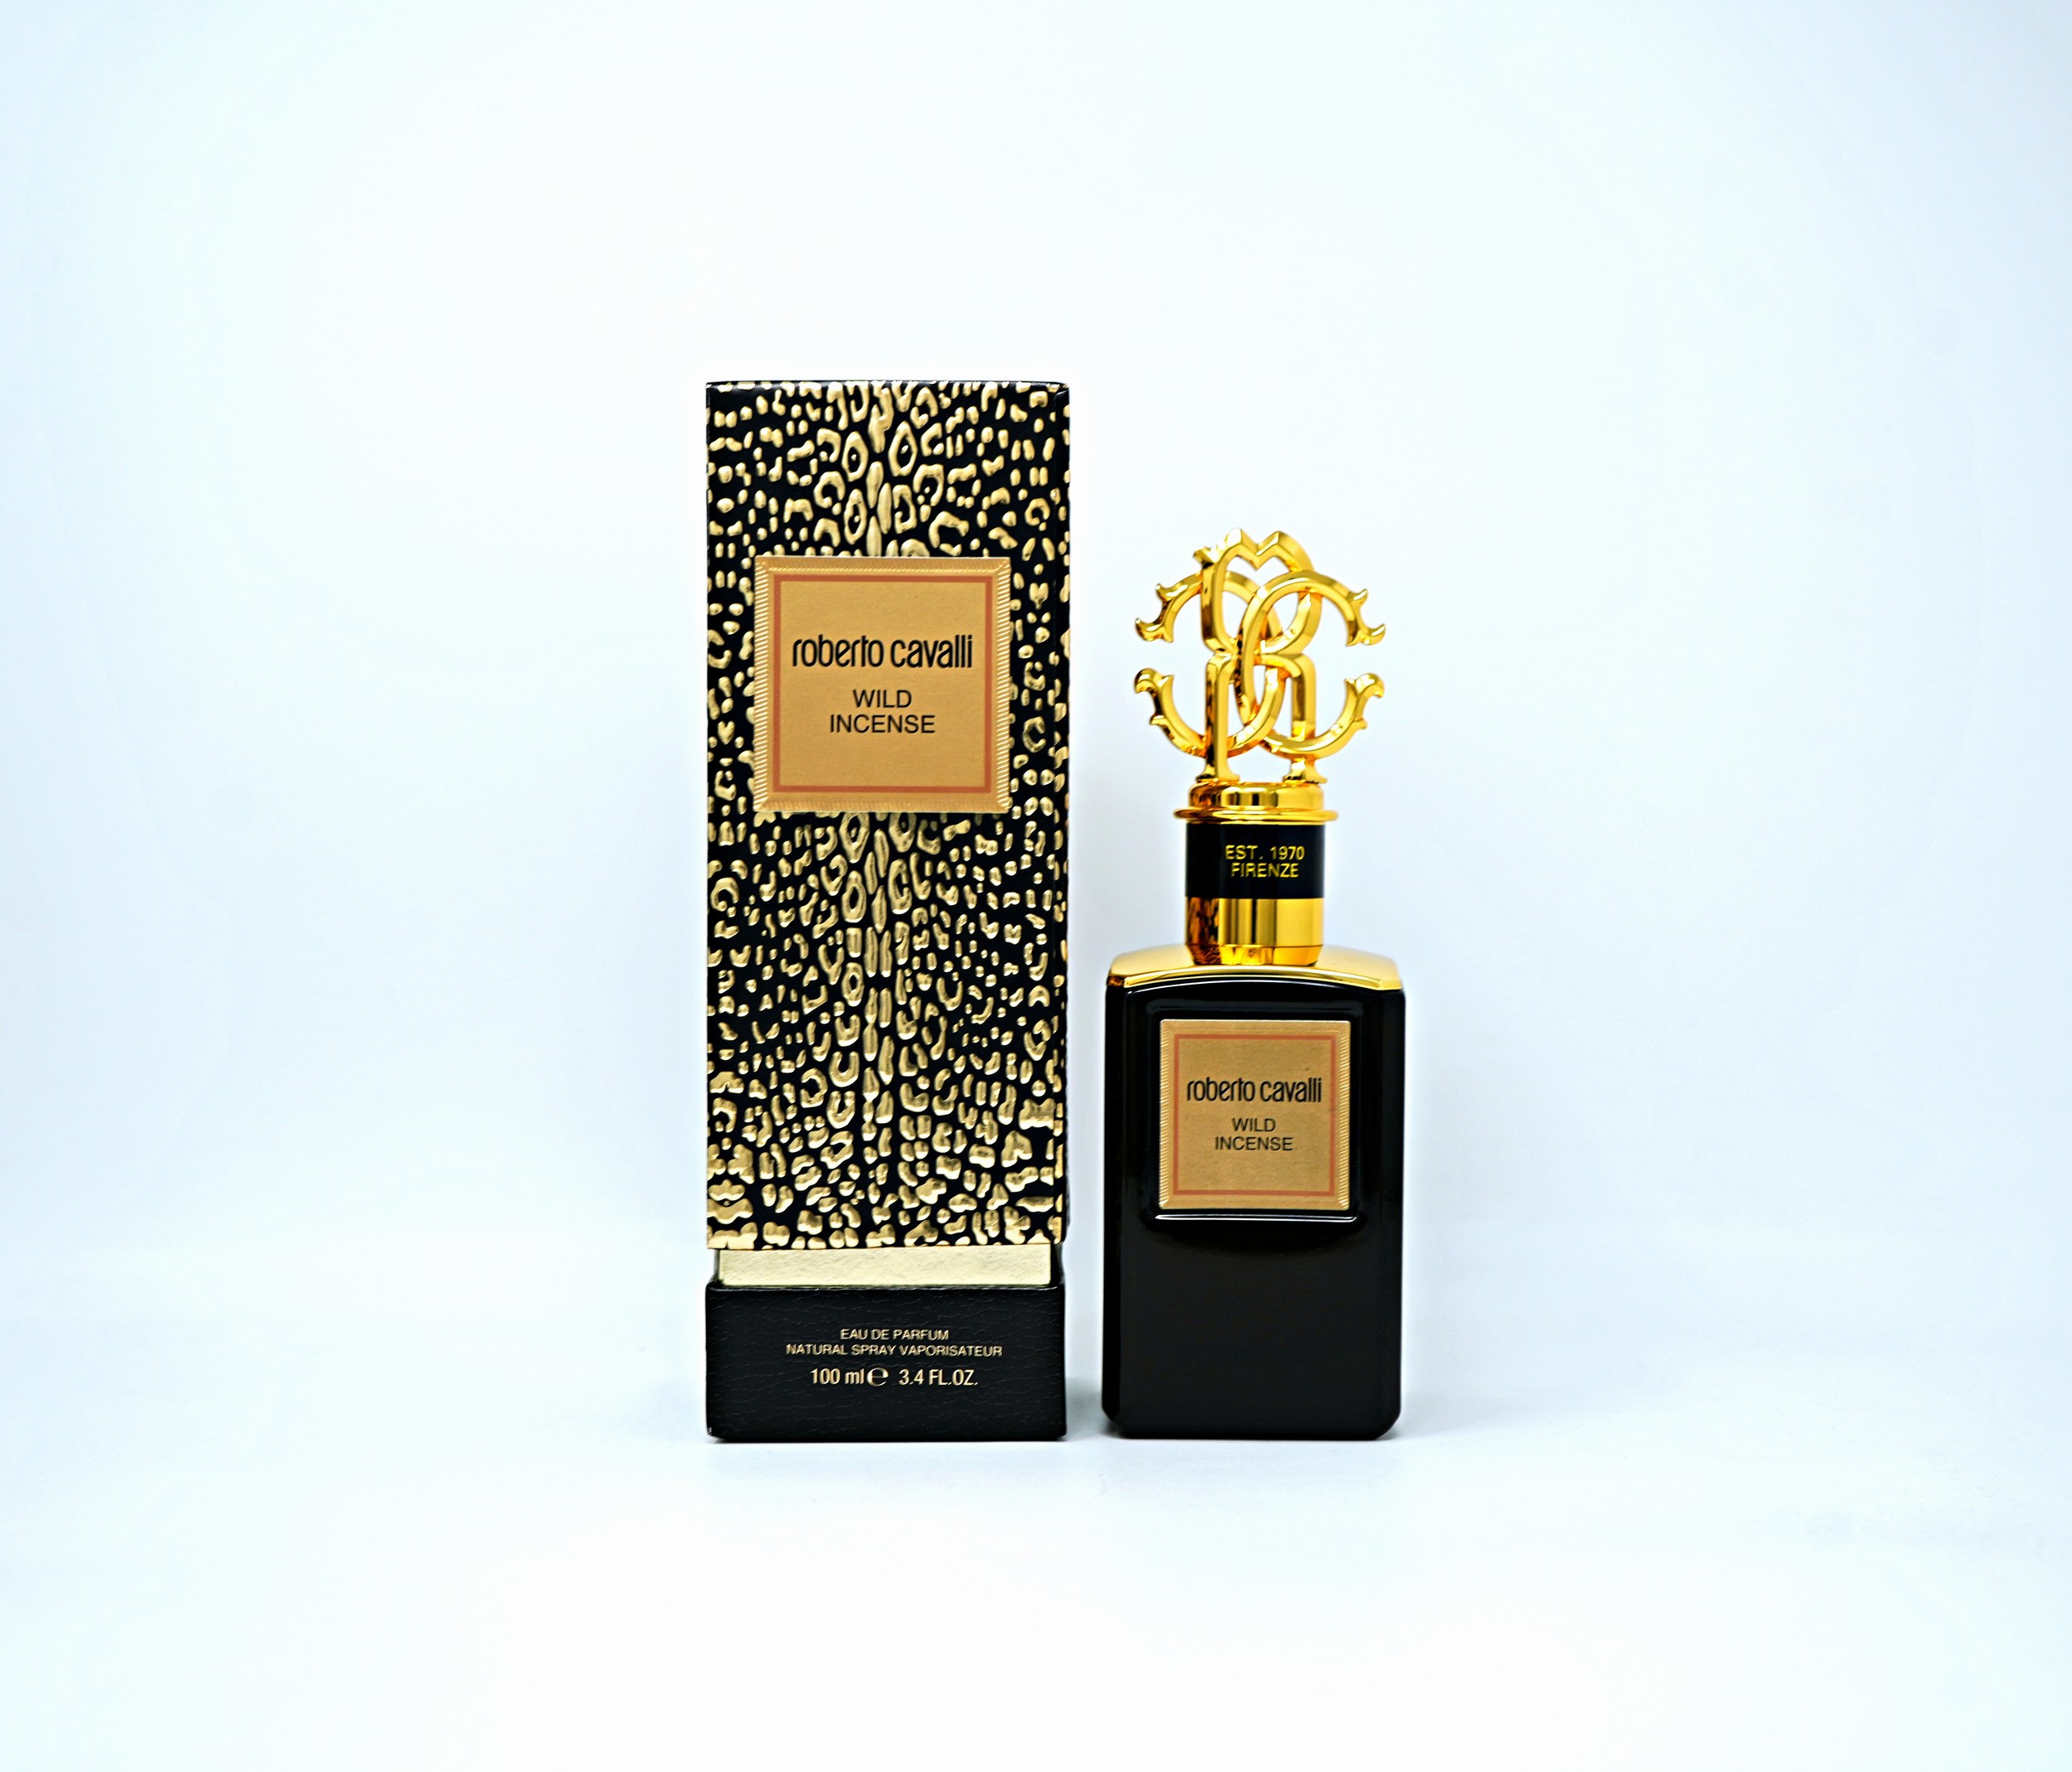 roberto cavalli
WILD
INCENSE
EAU DE PARFUM
NATURAL SPRAY VAPORISATEUR
100 ml ℮ 3.4 FL.OZ.
EST. 1970
FIRENZE
roberto cavalli
WILD
INCENSE